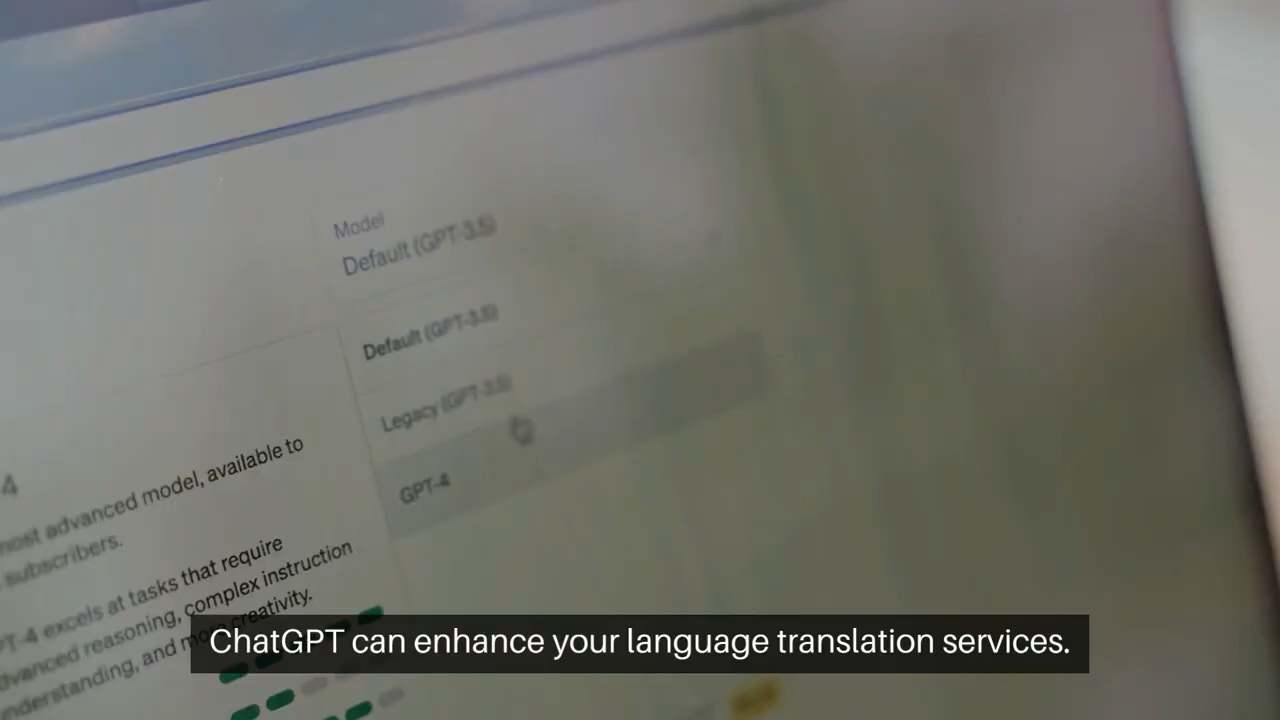 Model
Default (GPT-3.5)
Default (GPT-3.5)
Legacy (GPT-3.5)
GPT-4
4
most advanced model, available to
subscribers.
GPT-4 excels at tasks that require
advanced reasoning, complex instruction
understanding, and more creativity.
ChatGPT can enhance your language translation services.